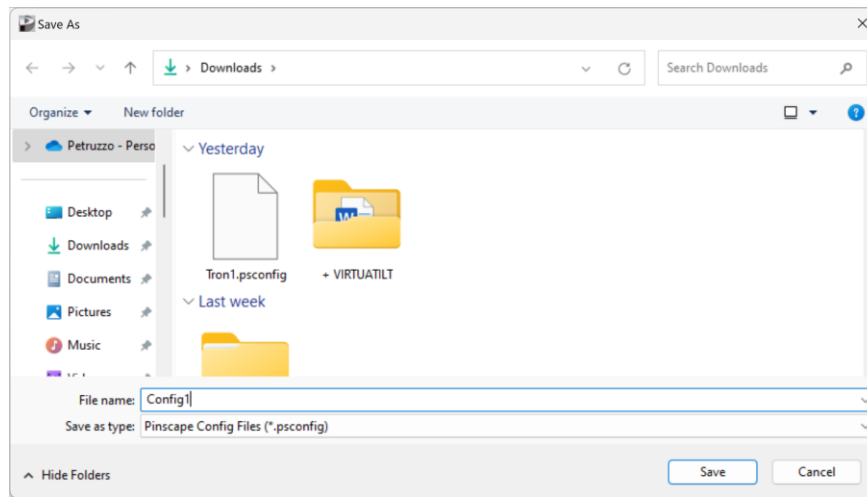 Save As
Downloads
Search Downloads
Organize
New folder
Petruzzo - Perso
Desktop
Downloads
Documents
Pictures
Music
Yesterday
Tron1.psconfig
+ VIRTUATILT
Last week
File name: Config1
Save as type: Pinscape Config Files (*.psconfig)
Hide Folders
Save
Cancel